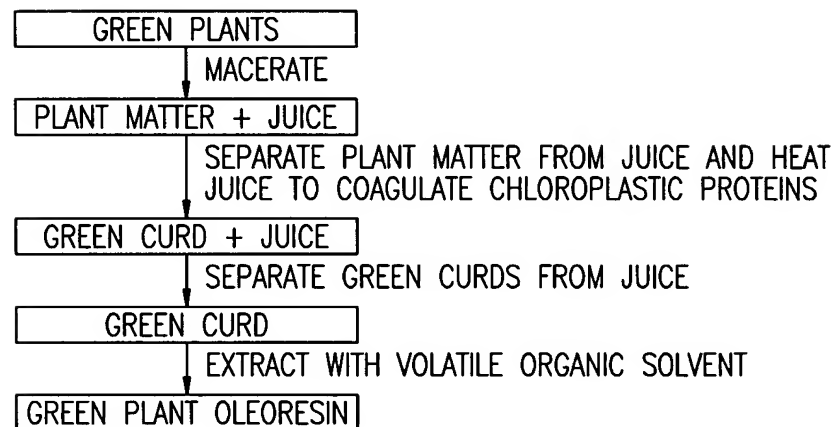 GREEN PLANTS
MACERATE
PLANT MATTER + JUICE
SEPARATE PLANT MATTER FROM JUICE AND HEAT
JUICE TO COAGULATE CHLOROPLASTIC PROTEINS
GREEN CURD + JUICE
SEPARATE GREEN CURDS FROM JUICE
GREEN CURD
EXTRACT WITH VOLATILE ORGANIC SOLVENT
GREEN PLANT OLEORESIN